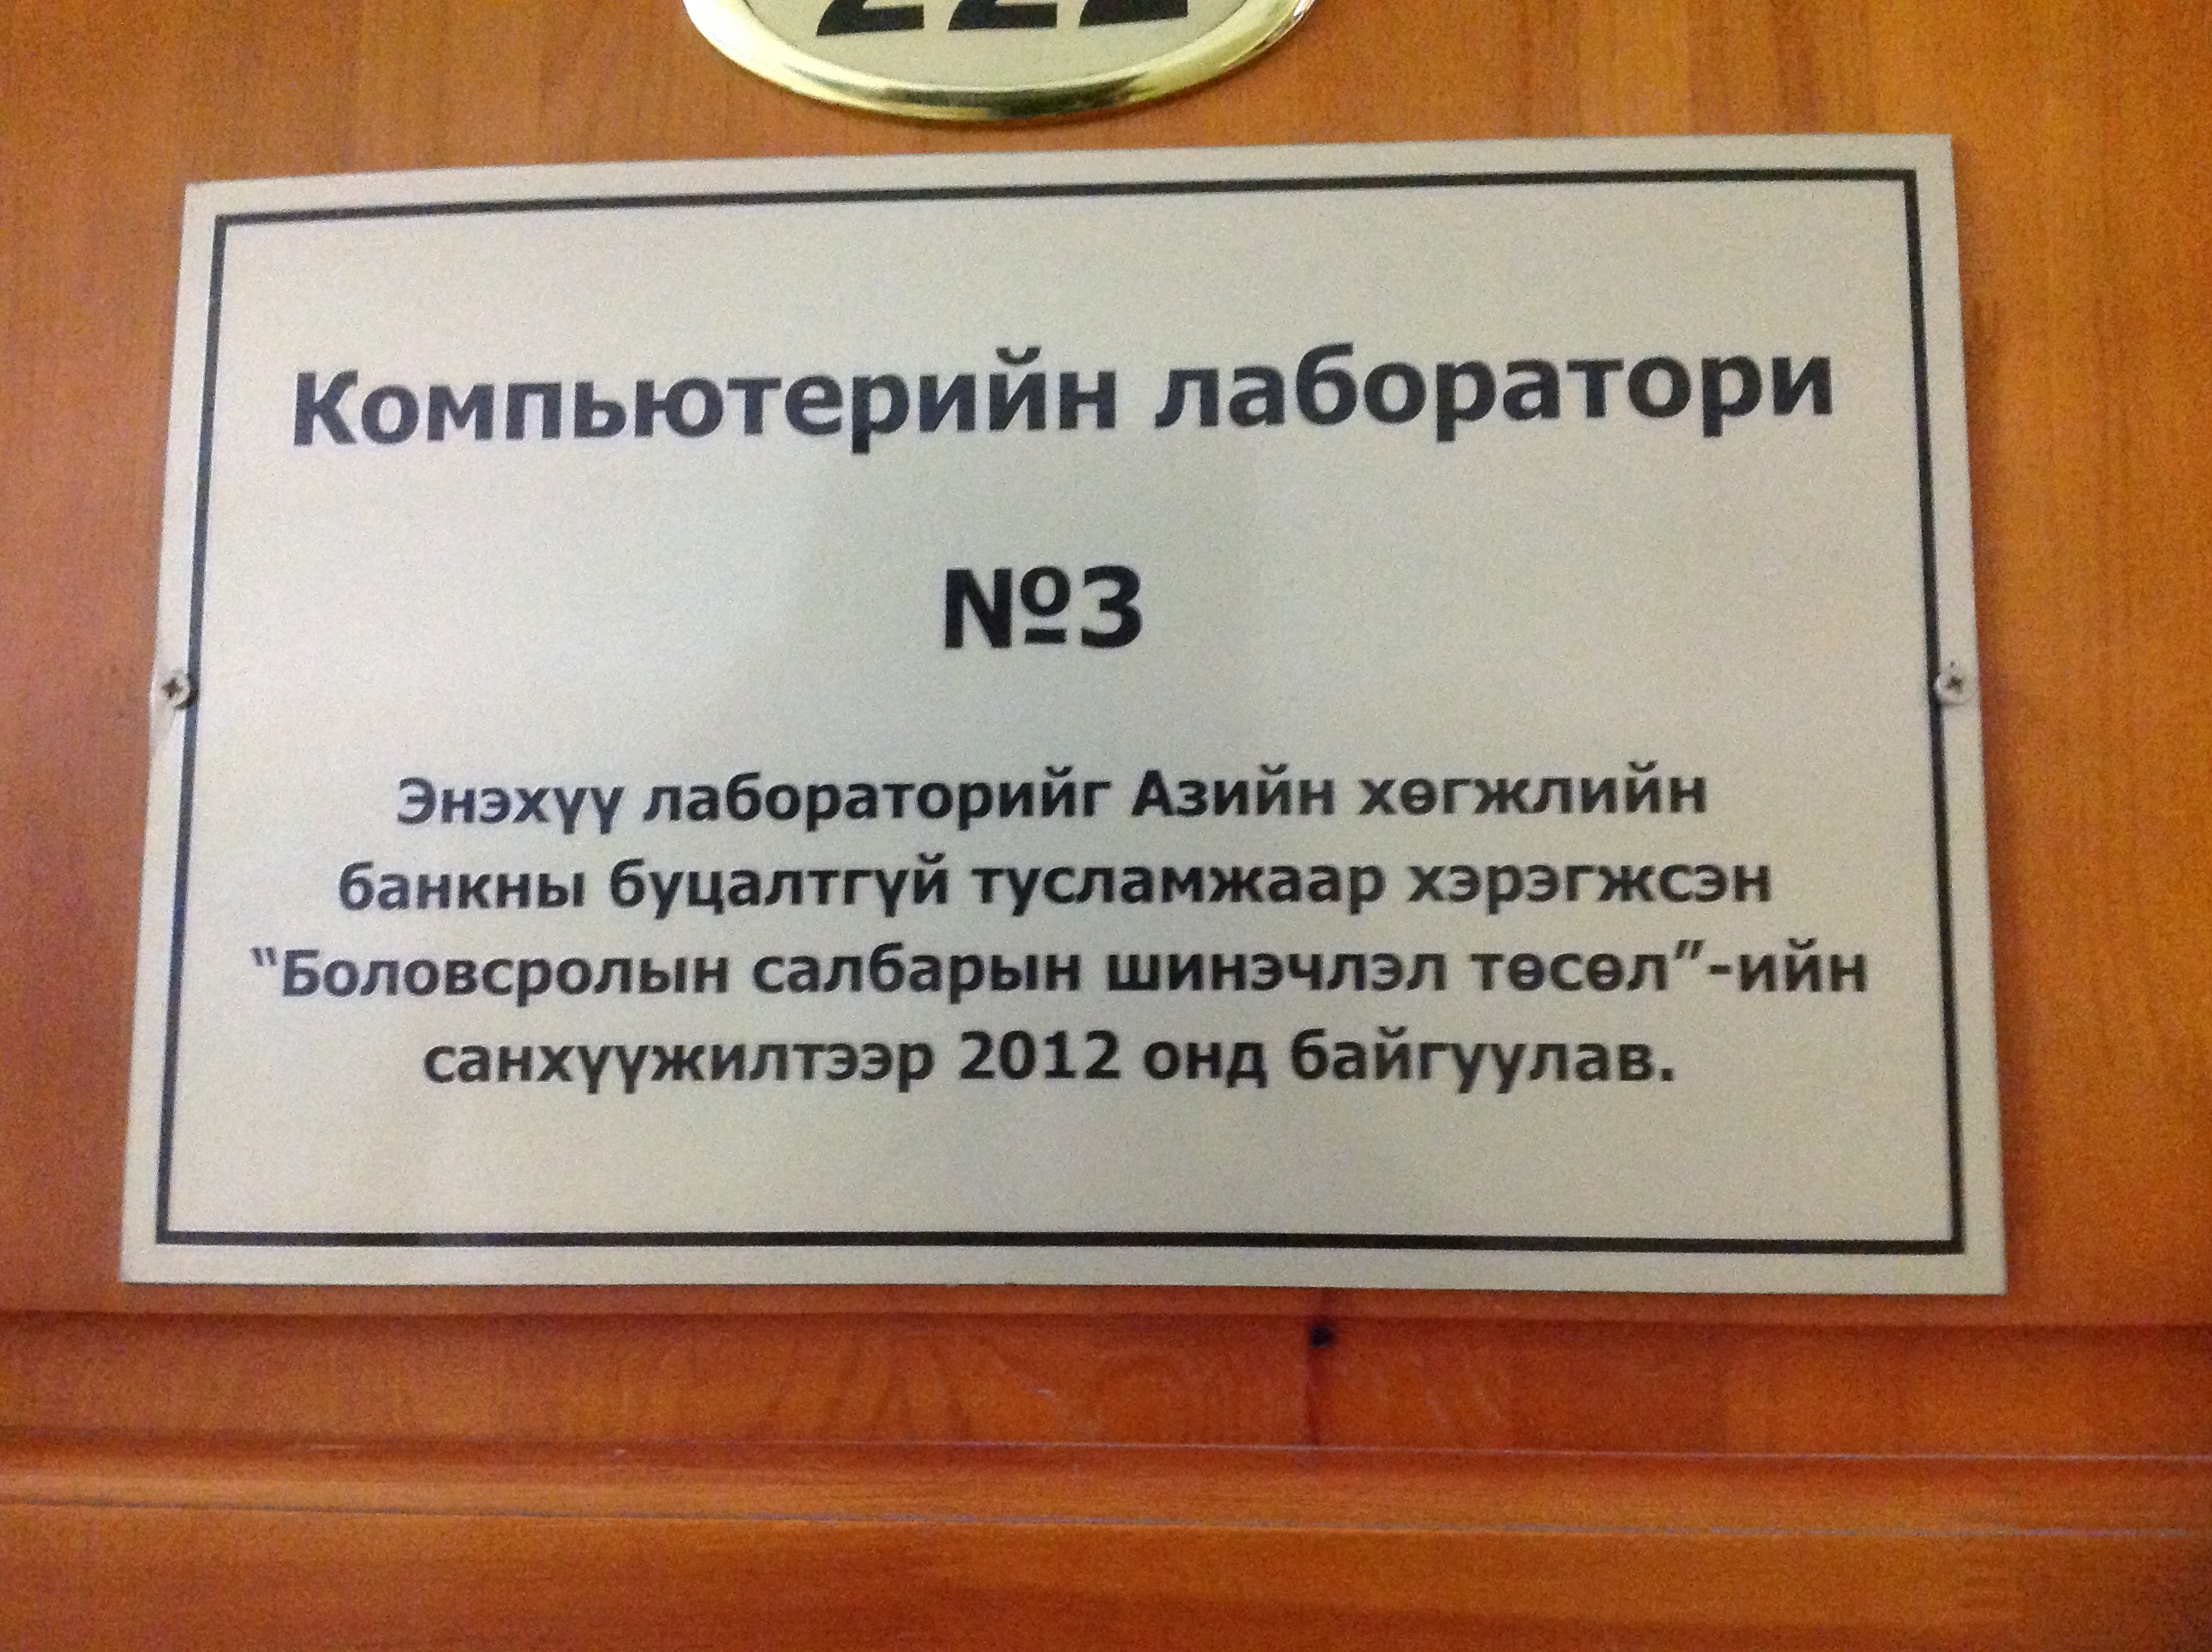 Компьютерийн лаборатори
№3
Энэхүү лабораторийг Азийн хөгжлийн
банкны буцалтгүй тусламжаар хэрэгжсэн
“Боловсролын салбарын шинэчлэл төсөл”-ийн
санхүүжилтээр 2012 онд байгуулав.